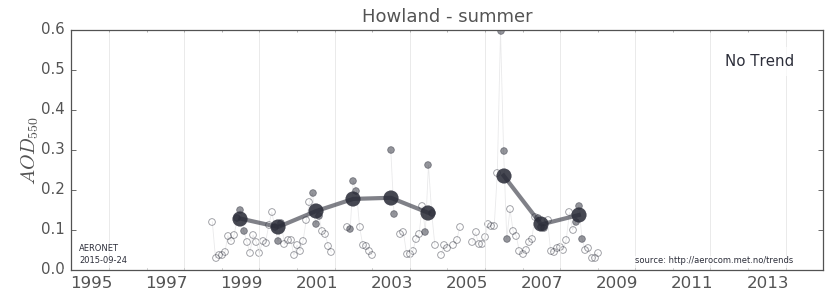 Howland - summer
0.6
0.5
0.4
0.3
0.2
0.1
0.0
AOD550
No Trend
AERONET
2015-09-24
source: http://aerocom.met.no/trends
1995 1997 1999 2001 2003 2005 2007 2009 2011 2013